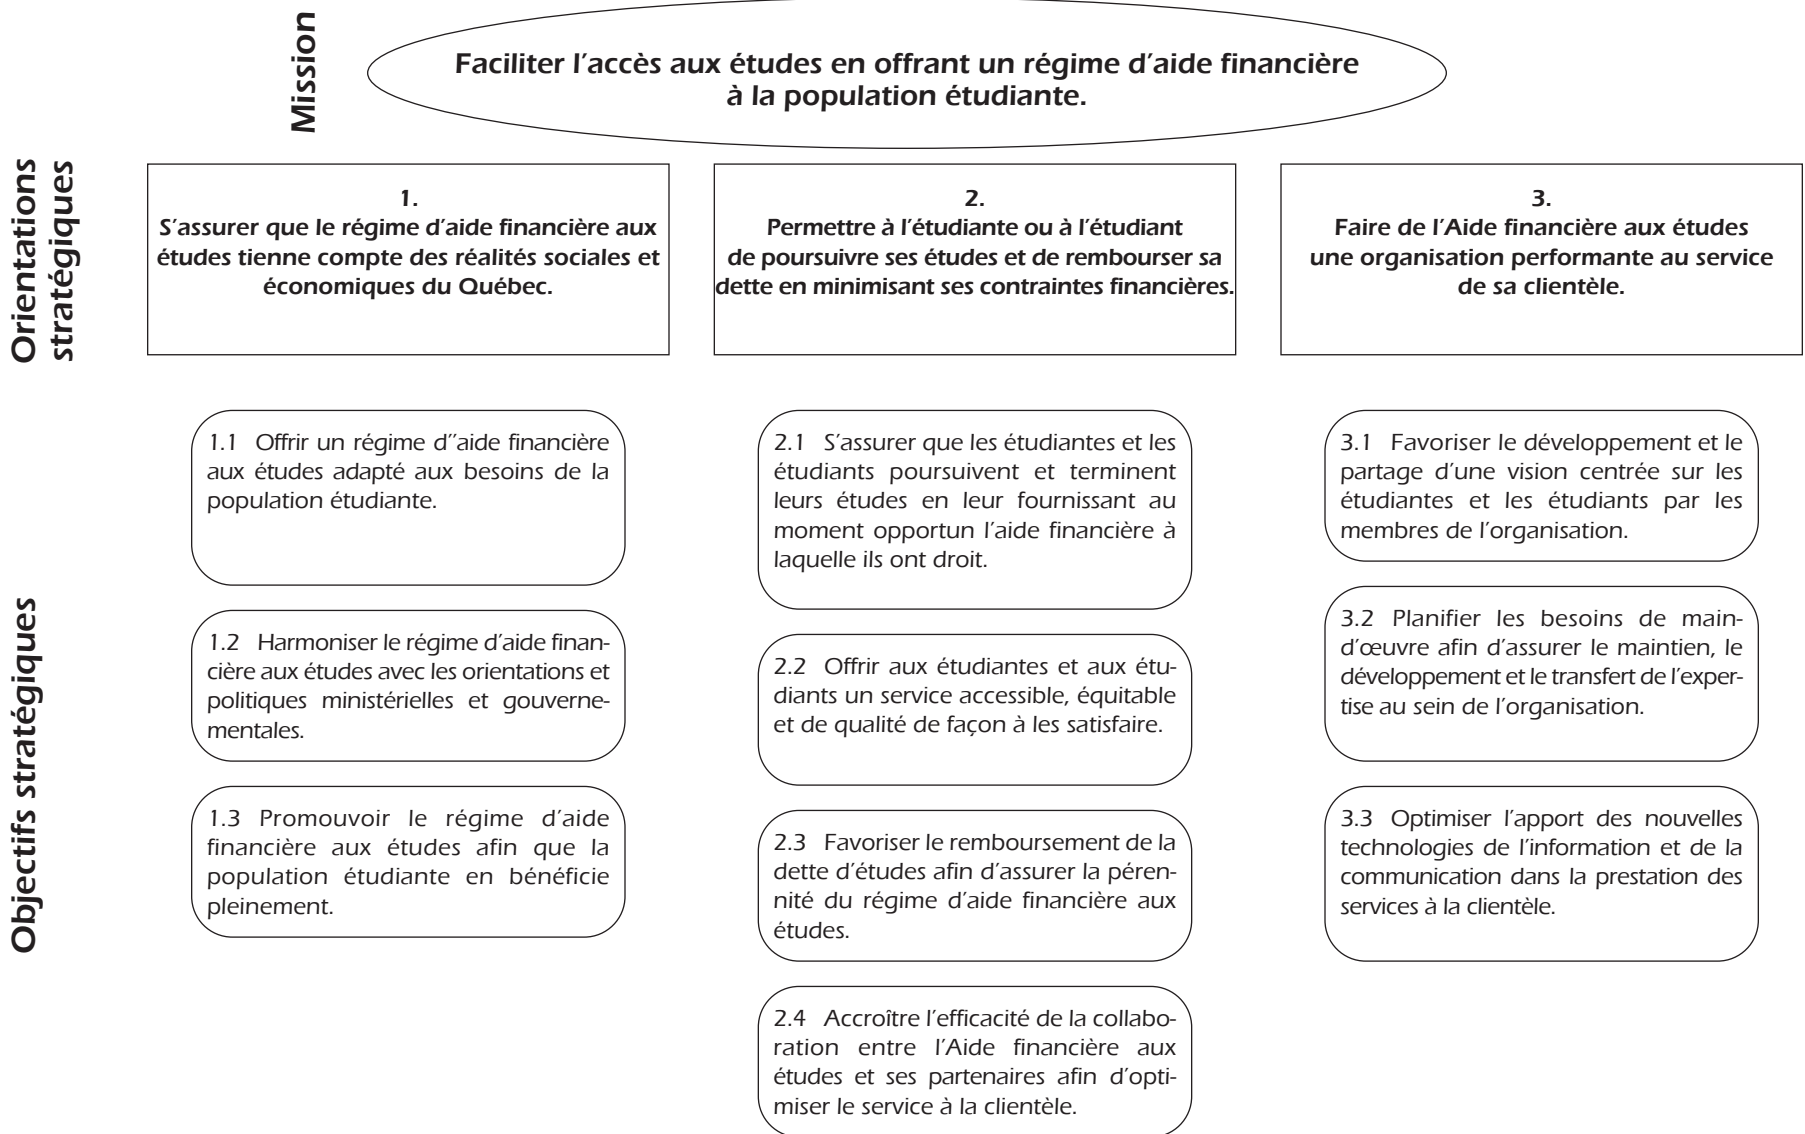 Mission
Faciliter l'accès aux études en offrant un régime d'aide financière
à la population étudiante.
Orientations
stratégiques
1.
S'assurer que le régime d'aide financière aux
études tienne compte des réalités sociales et
économiques du Québec.
2.
Permettre à l'étudiante ou à l'étudiant
de poursuivre ses études et de rembourser sa
dette en minimisant ses contraintes financières.
3.
Faire de l'Aide financière aux études
une organisation performante au service
de sa clientèle.
Objectifs stratégiques
1.1 Offrir un régime d''aide financière
aux études adapté aux besoins de la
population étudiante.
1.2 Harmoniser le régime d'aide finan-
cière aux études avec les orientations et
politiques ministérielles et gouverne-
mentales.
1.3 Promouvoir le régime d'aide
financière aux études afin que la
population étudiante en bénéficie
pleinement.
2.1 S'assurer que les étudiantes et les
étudiants poursuivent et terminent
leurs études en leur fournissant au
moment opportun l'aide financière à
laquelle ils ont droit.
2.2 Offrir aux étudiantes et aux étu-
diants un service accessible, équitable
et de qualité de façon à les satisfaire.
2.3 Favoriser le remboursement de la
dette d'études afin d'assurer la péren-
nité du régime d'aide financière aux
études.
2.4 Accroître l'efficacité de la collabo-
ration entre l'Aide financière aux
études et ses partenaires afin d'opti-
miser le service à la clientèle.
3.1 Favoriser le développement et le
partage d'une vision centrée sur les
étudiantes et les étudiants par les
membres de l'organisation.
3.2 Planifier les besoins de main-
d'œuvre afin d'assurer le maintien, le
développement et le transfert de l'exper-
tise au sein de l'organisation.
3.3 Optimiser l'apport des nouvelles
technologies de l'information et de la
communication dans la prestation des
services à la clientèle.